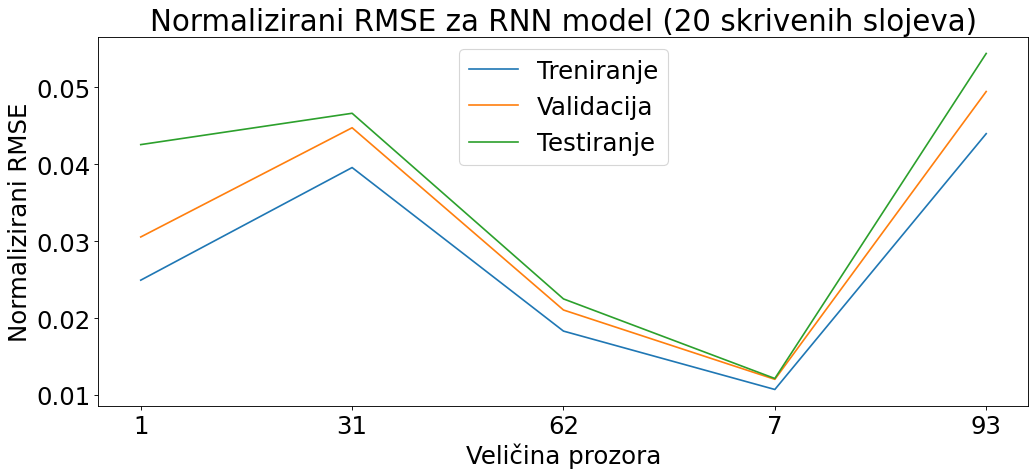 Normalizirani RMSE za RNN model (20 skrivenih slojeva)
Treniranje
Validacija
Testiranje
Normalizirani RMSE
0.05
0.04
0.03
0.02
0.01
1 31 62 7 93
Veličina prozora